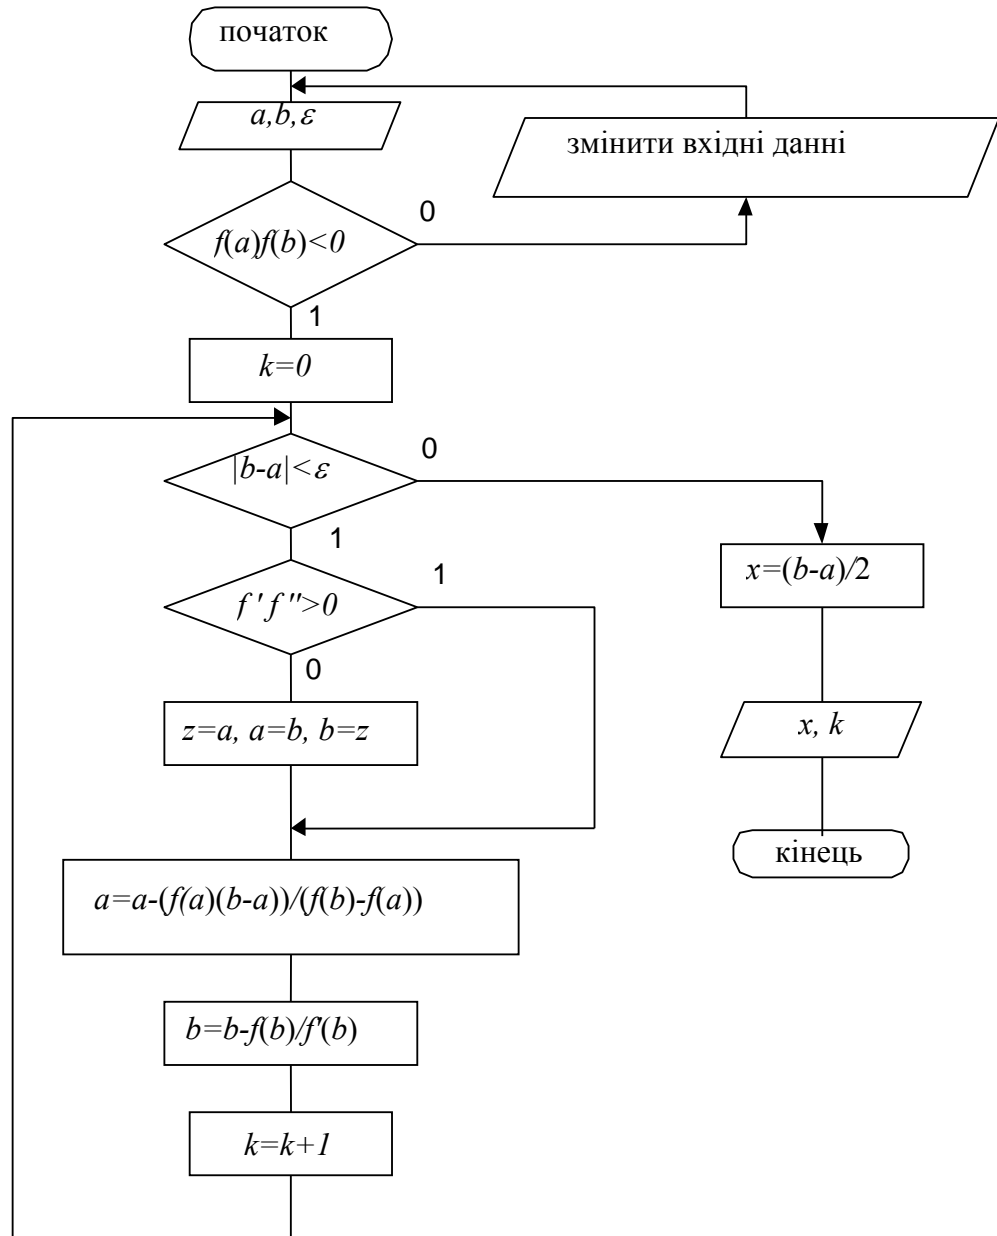 початок
a,b,ε
змінити вхідні данні
0
f(a)f(b)<0
1
k=0
0
|b-a|<ε
1
1
f' f''>0
x=(b-a)/2
0
z=a, a=b, b=z
x, k
кінець
a=a-(f(a)(b-a))/(f(b)-f(a))
b=b-f(b)/f'(b)
k=k+1